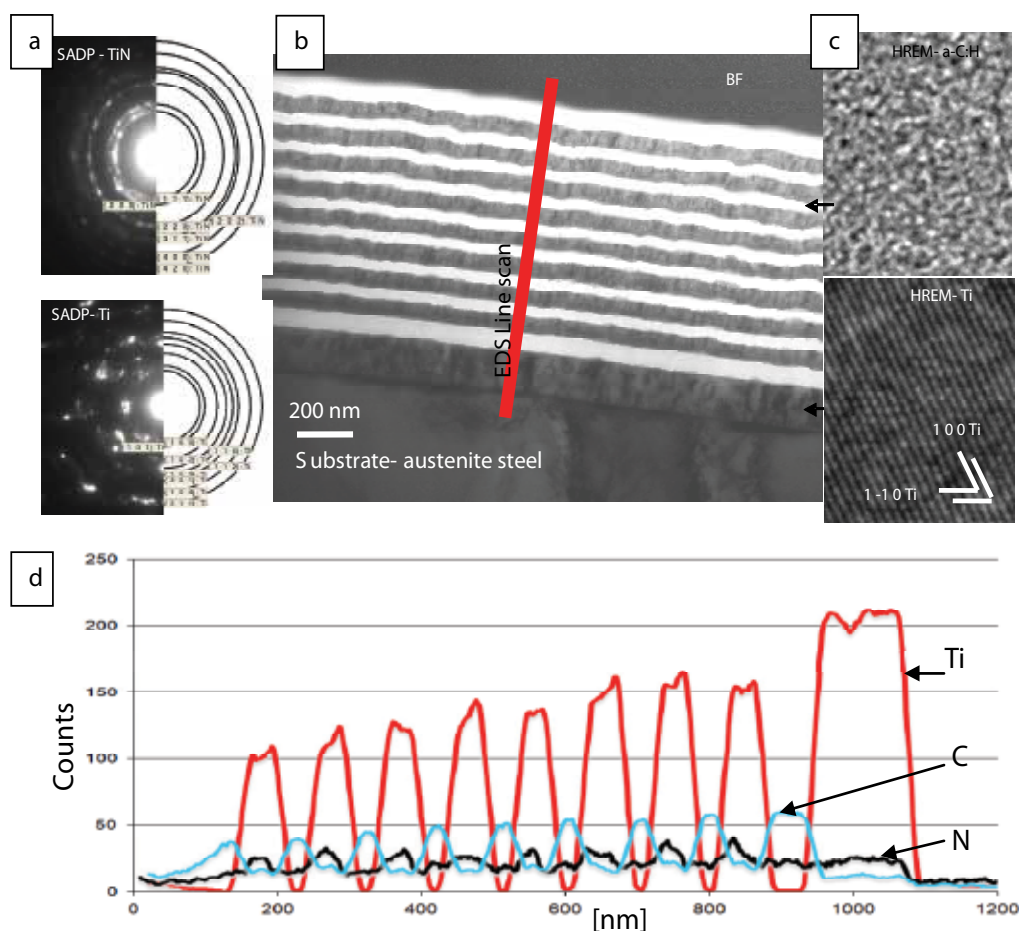 a
SADP - TiN
SADP- Ti
b
BF
EDS Line scan
200 nm
S ubstrate- austenite steel
c
HREM- a-C:H
HREM- Ti
1 0 0 Ti
1 -1 0 Ti
d
Counts
250
200
150
100
50
0
0
200
400
600
800
1000
1200
[nm]
Ti
C
N